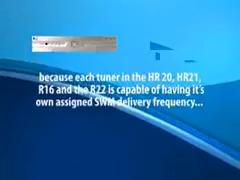 because each tuner in the HR 20, HR21,
R16 and the R22 is capable of having it's
own assigned SWM delivery frequency...